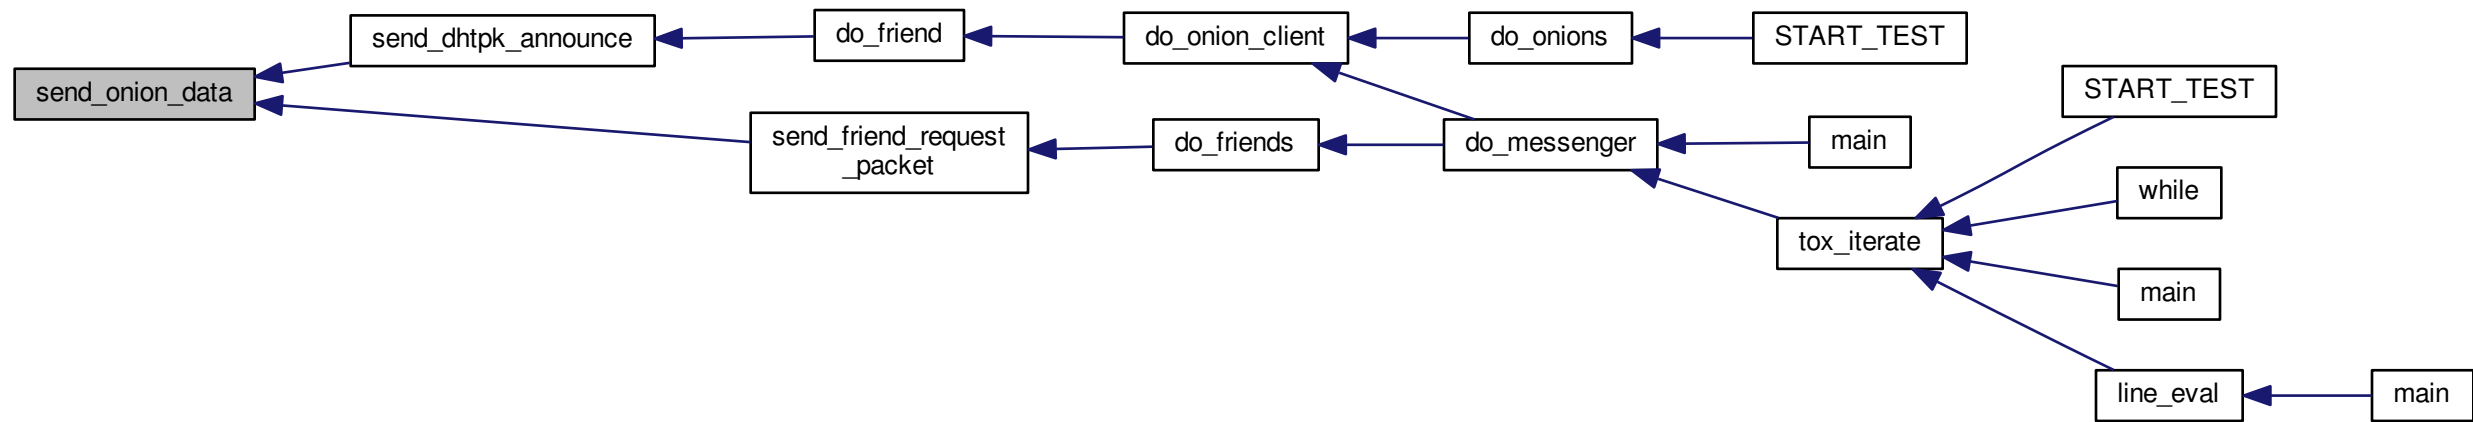 send_onion_data
send_dhtpk_announce
do_friend
do_onion_client
do_onions
START_TEST
send_friend_request
_packet
do_friends
do_messenger
main
tox_iterate
START_TEST
while
main
line_eval
main